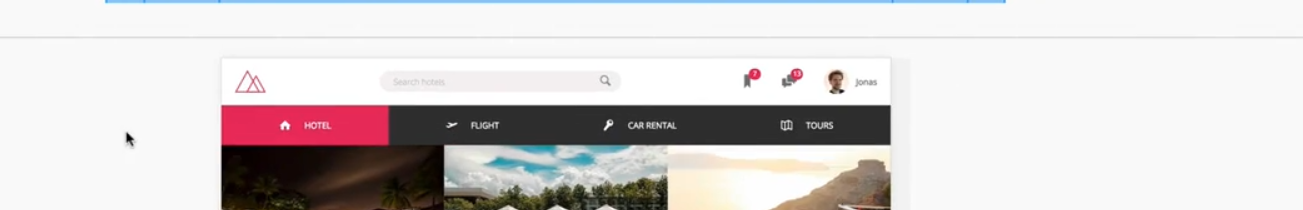 Search hotels
7
13
Jonas
HOTEL
FLIGHT
CAR RENTAL
TOURS